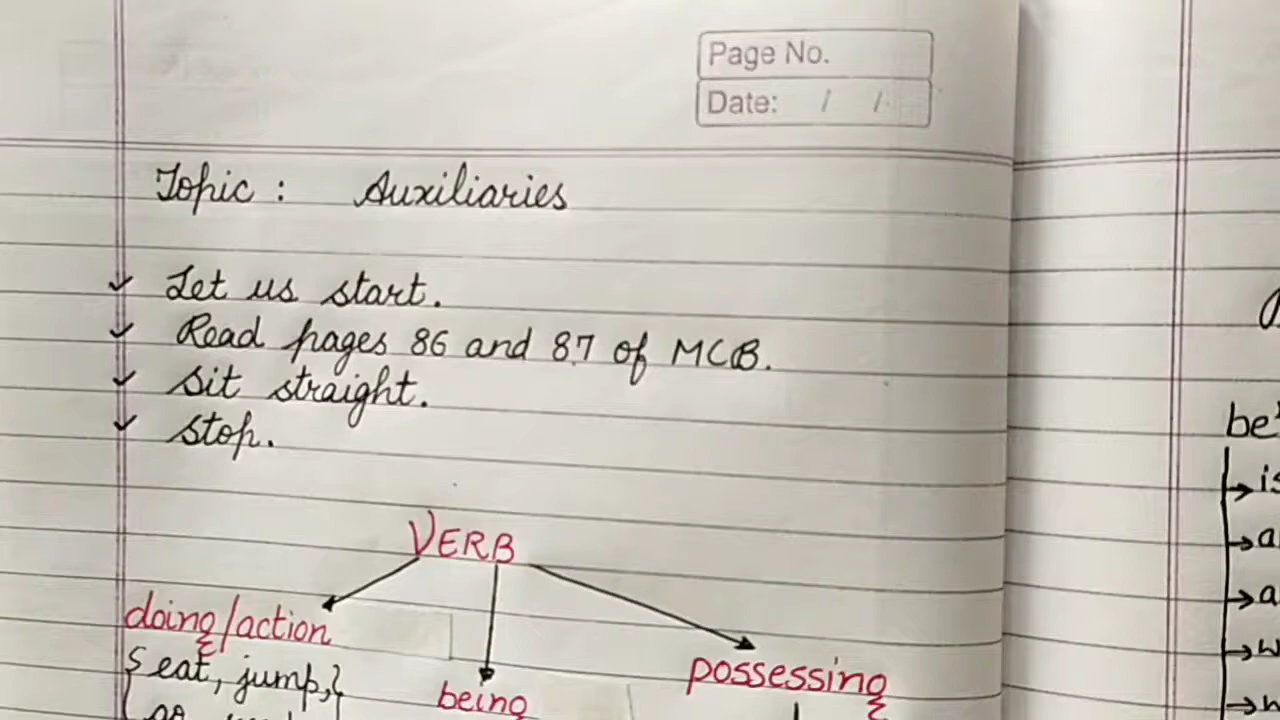 Page No.
Date: / /
Topic : Auxiliaries
Let us start.
Read pages 86 and 87 of MCB.
Sit straight.
Stop.
VERB
doing/action
{ eat, jump, }
being
possessing
be